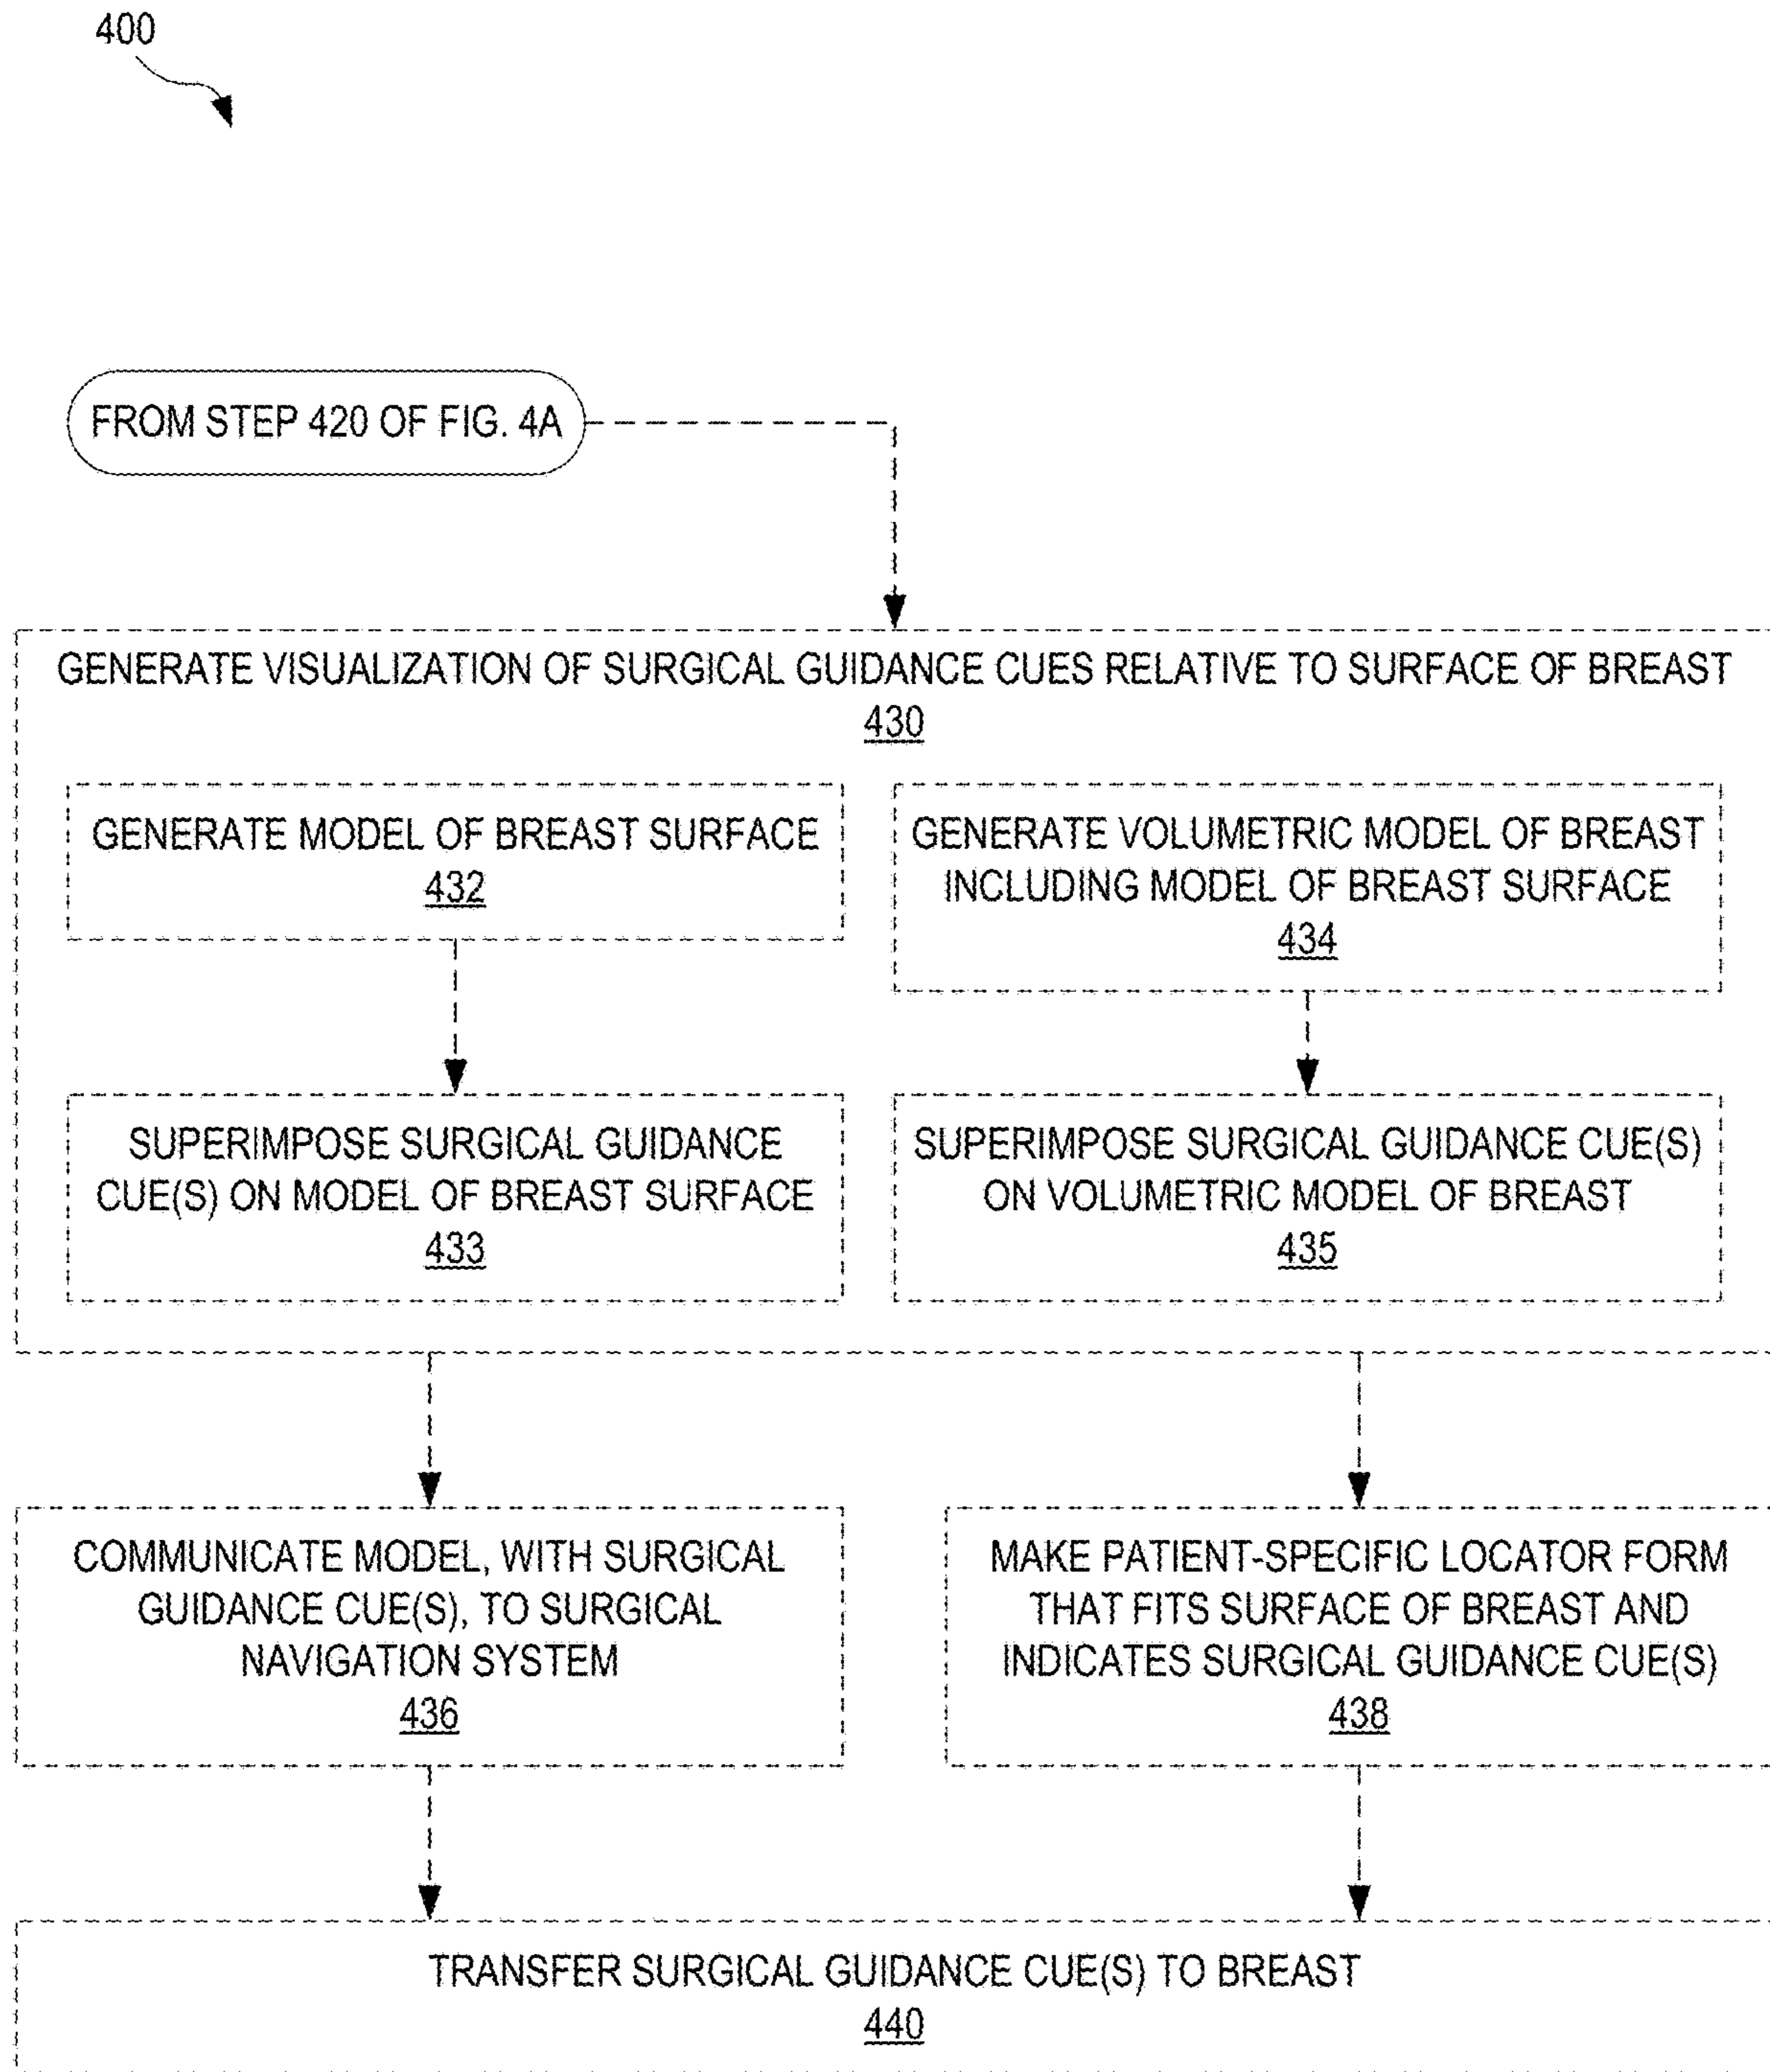 400
FROM STEP 420 OF FIG. 4A
GENERATE VISUALIZATION OF SURGICAL GUIDANCE CUES RELATIVE TO SURFACE OF BREAST
430
GENERATE MODEL OF BREAST SURFACE
432
GENERATE VOLUMETRIC MODEL OF BREAST
INCLUDING MODEL OF BREAST SURFACE
434
SUPERIMPOSE SURGICAL GUIDANCE
CUE(S) ON MODEL OF BREAST SURFACE
433
SUPERIMPOSE SURGICAL GUIDANCE CUE(S)
ON VOLUMETRIC MODEL OF BREAST
435
COMMUNICATE MODEL, WITH SURGICAL
GUIDANCE CUE(S), TO SURGICAL
NAVIGATION SYSTEM
436
MAKE PATIENT-SPECIFIC LOCATOR FORM
THAT FITS SURFACE OF BREAST AND
INDICATES SURGICAL GUIDANCE CUE(S)
438
TRANSFER SURGICAL GUIDANCE CUE(S) TO BREAST
440